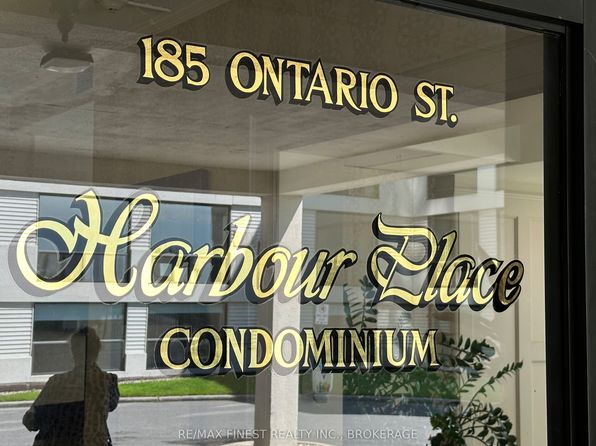 185 ONTARIO ST.
Harbour Place
CONDOMINIUM
RE/MAX FINEST REALTY INC., BROKERAGE